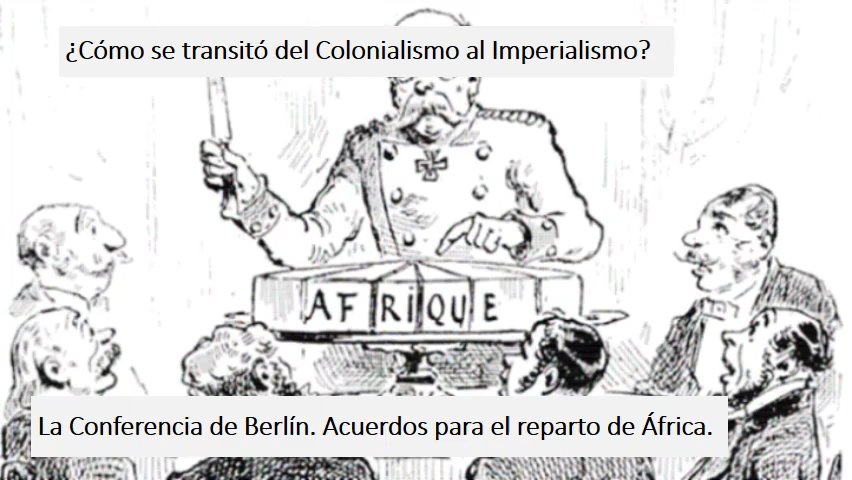 ¿Cómo se transitó del Colonialismo al Imperialismo?
AFRIQUE
La Conferencia de Berlín. Acuerdos para el reparto de África.